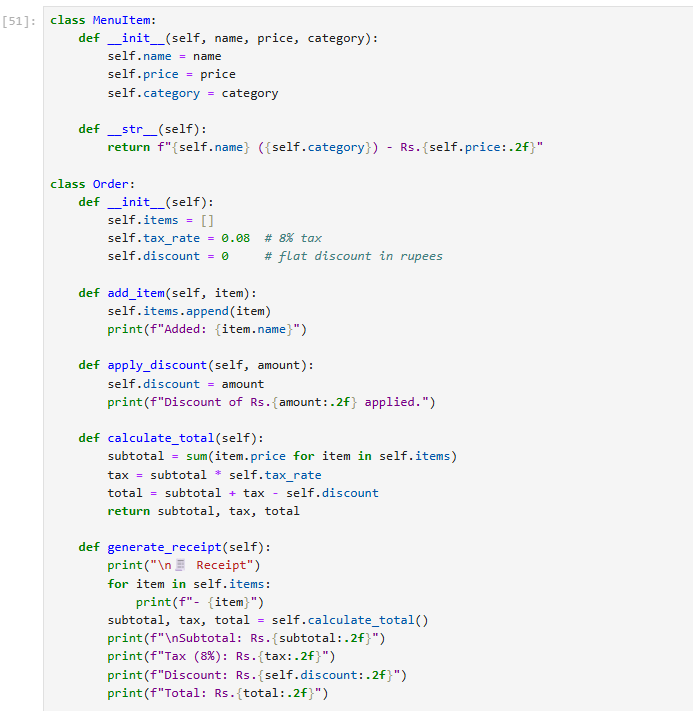 [51]: class MenuItem:
    def __init__(self, name, price, category):
        self.name = name
        self.price = price
        self.category = category

    def __str__(self):
        return f"{self.name} ({self.category}) - Rs.{self.price:.2f}"

class Order:
    def __init__(self):
        self.items = []
        self.tax_rate = 0.08  # 8% tax
        self.discount = 0     # flat discount in rupees

    def add_item(self, item):
        self.items.append(item)
        print(f"Added: {item.name}")

    def apply_discount(self, amount):
        self.discount = amount
        print(f"Discount of Rs.{amount:.2f} applied.")

    def calculate_total(self):
        subtotal = sum(item.price for item in self.items)
        tax = subtotal * self.tax_rate
        total = subtotal + tax - self.discount
        return subtotal, tax, total

    def generate_receipt(self):
        print("\n🧾 Receipt")
        for item in self.items:
            print(f"- {item}")
        subtotal, tax, total = self.calculate_total()
        print(f"\nSubtotal: Rs.{subtotal:.2f}")
        print(f"Tax (8%): Rs.{tax:.2f}")
        print(f"Discount: Rs.{self.discount:.2f}")
        print(f"Total: Rs.{total:.2f}")